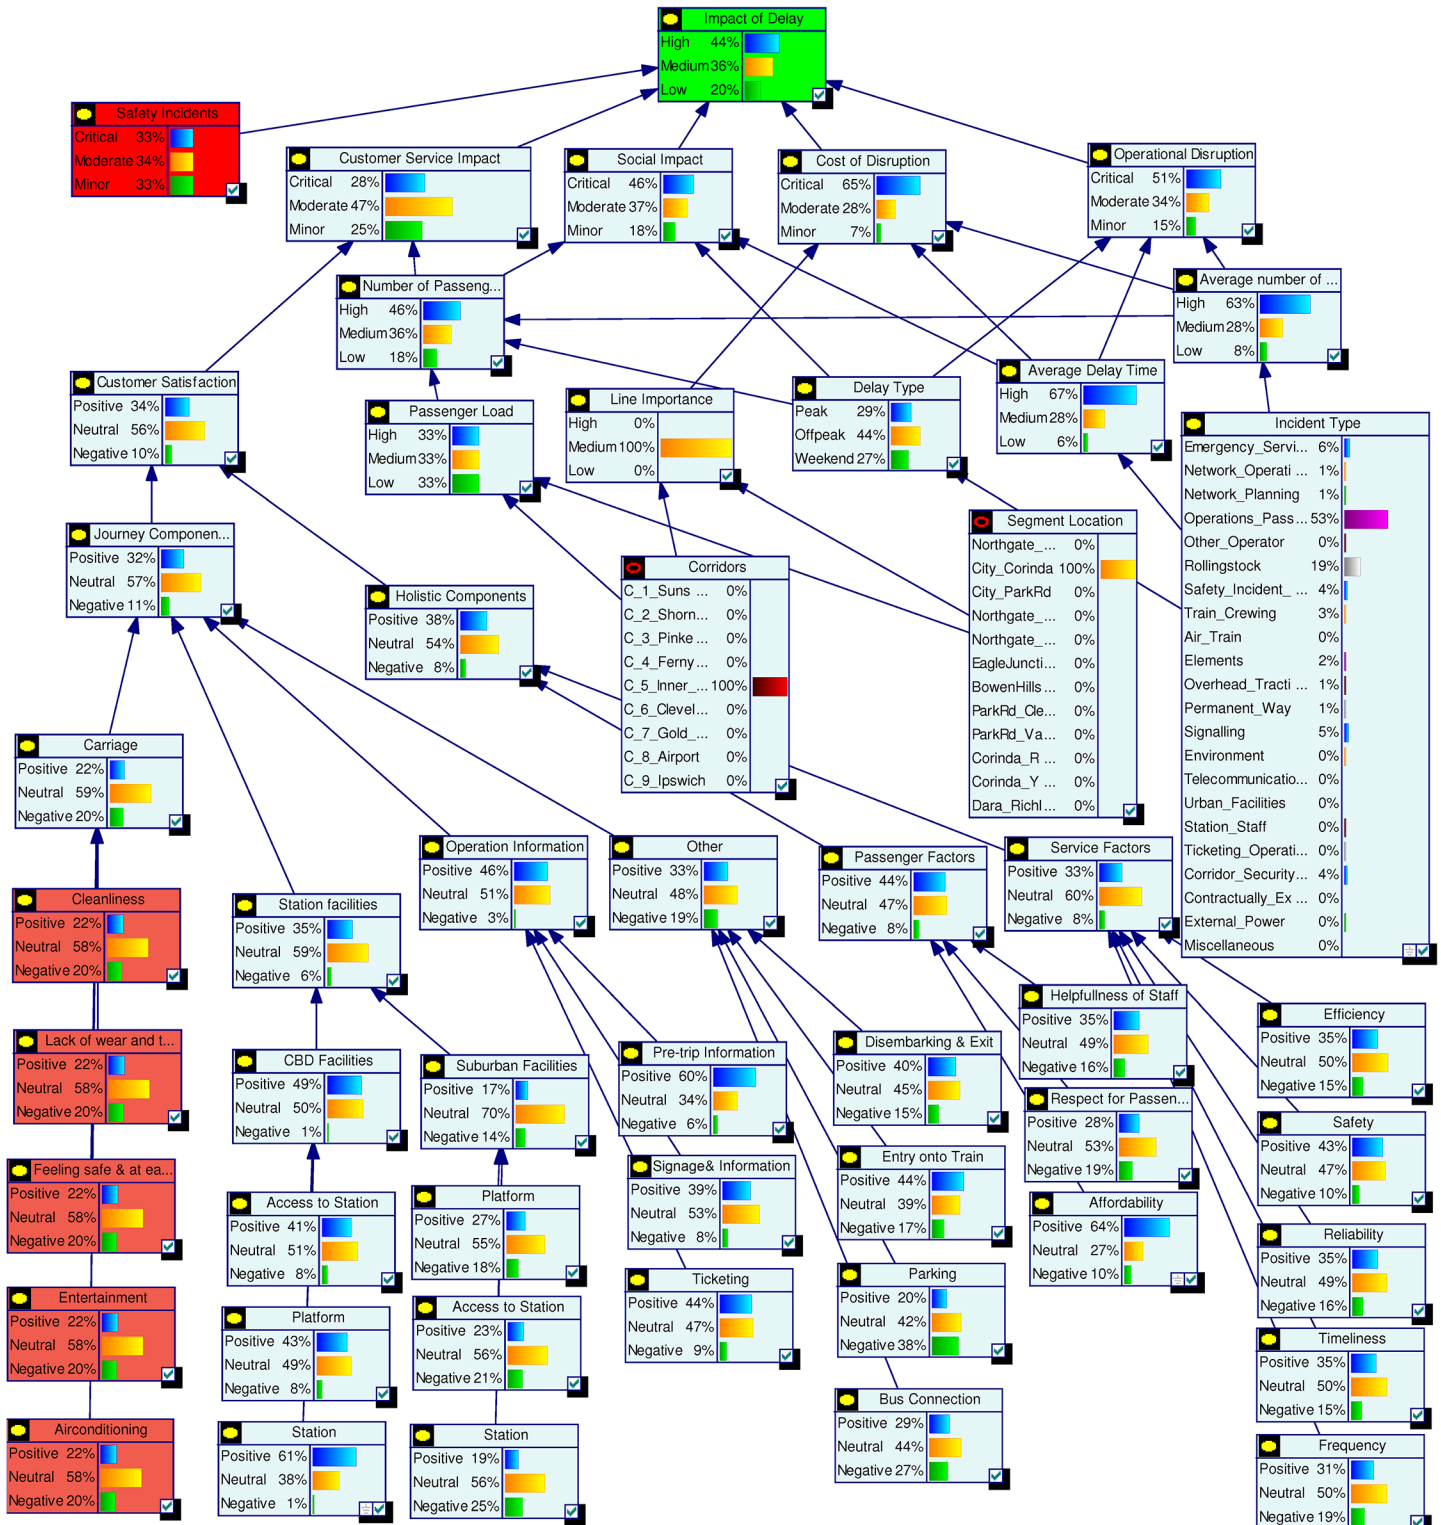 Impact of Delay
High 44%
Medium 36%
Low 20%
Safety Incidents
Critical 33%
Moderate 34%
Minor 33%
Customer Service Impact
Critical 28%
Moderate 47%
Minor 25%
Social Impact
Critical 46%
Moderate 37%
Minor 18%
Cost of Disruption
Critical 65%
Moderate 28%
Minor 7%
Operational Disruption
Critical 51%
Moderate 34%
Minor 15%
Number of Passeng...
High 46%
Medium 36%
Low 18%
Average number of ...
High 63%
Medium 28%
Low 8%
Customer Satisfaction
Positive 34%
Neutral 56%
Negative 10%
Passenger Load
High 33%
Medium 33%
Low 33%
Line Importance
High 0%
Medium 100%
Low 0%
Delay Type
Peak 29%
Offpeak 44%
Weekend 27%
Average Delay Time
High 67%
Medium 28%
Low 6%
Incident Type
Emergency_Servi... 6%
Network_Operati ... 1%
Network_Planning 1%
Operations_Pass... 53%
Other_Operator 0%
Rollingstock 19%
Safety_Incident_ ... 4%
Train_Crewing 3%
Air_Train 0%
Elements 2%
Overhead_Tracti ... 1%
Permanent_Way 1%
Signalling 5%
Environment 0%
Telecommunicatio... 0%
Urban_Facilities 0%
Station_Staff 0%
Ticketing_Operati... 0%
Corridor_Security... 4%
Contractually_Ex ... 0%
External_Power 0%
Miscellaneous 0%
Journey Componen...
Positive 32%
Neutral 57%
Negative 11%
Holistic Components
Positive 38%
Neutral 54%
Negative 8%
Corridors
C_1_Suns ... 0%
C_2_Shorn... 0%
C_3_Pinke ... 0%
C_4_Ferny ... 0%
C_5_Inner_... 100%
C_6_Clevel... 0%
C_7_Gold_... 0%
C_8_Airport 0%
C_9_Ipswich 0%
Segment Location
Northgate_... 0%
City_Corinda 100%
City_ParkRd 0%
Northgate_... 0%
Northgate_... 0%
EagleJuncti... 0%
BowenHills... 0%
ParkRd_Cle... 0%
ParkRd_Va... 0%
Corinda_R ... 0%
Corinda_Y ... 0%
Dara_Richl... 0%
Carriage
Positive 22%
Neutral 59%
Negative 20%
Operation Information
Positive 46%
Neutral 51%
Negative 3%
Other
Positive 33%
Neutral 48%
Negative 19%
Passenger Factors
Positive 44%
Neutral 47%
Negative 8%
Service Factors
Positive 33%
Neutral 60%
Negative 8%
Cleanliness
Positive 22%
Neutral 58%
Negative 20%
Station facilities
Positive 35%
Neutral 59%
Negative 6%
Helpfullness of Staff
Positive 35%
Neutral 49%
Negative 16%
Efficiency
Positive 35%
Neutral 50%
Negative 15%
Lack of wear and t...
Positive 22%
Neutral 58%
Negative 20%
CBD Facilities
Positive 49%
Neutral 50%
Negative 1%
Suburban Facilities
Positive 17%
Neutral 70%
Negative 14%
Pre-trip Information
Positive 60%
Neutral 34%
Negative 6%
Disembarking & Exit
Positive 40%
Neutral 45%
Negative 15%
Respect for Passen...
Positive 28%
Neutral 53%
Negative 19%
Safety
Positive 43%
Neutral 47%
Negative 10%
Feeling safe & at ea...
Positive 22%
Neutral 58%
Negative 20%
Access to Station
Positive 41%
Neutral 51%
Negative 8%
Platform
Positive 27%
Neutral 55%
Negative 18%
Signage& Information
Positive 39%
Neutral 53%
Negative 8%
Entry onto Train
Positive 44%
Neutral 39%
Negative 17%
Affordability
Positive 64%
Neutral 27%
Negative 10%
Reliability
Positive 35%
Neutral 49%
Negative 16%
Entertainment
Positive 22%
Neutral 58%
Negative 20%
Platform
Positive 43%
Neutral 49%
Negative 8%
Access to Station
Positive 23%
Neutral 56%
Negative 21%
Ticketing
Positive 44%
Neutral 47%
Negative 9%
Parking
Positive 20%
Neutral 42%
Negative 38%
Timeliness
Positive 35%
Neutral 50%
Negative 15%
Airconditioning
Positive 22%
Neutral 58%
Negative 20%
Station
Positive 61%
Neutral 38%
Negative 1%
Station
Positive 19%
Neutral 56%
Negative 25%
Bus Connection
Positive 29%
Neutral 44%
Negative 27%
Frequency
Positive 31%
Neutral 50%
Negative 19%